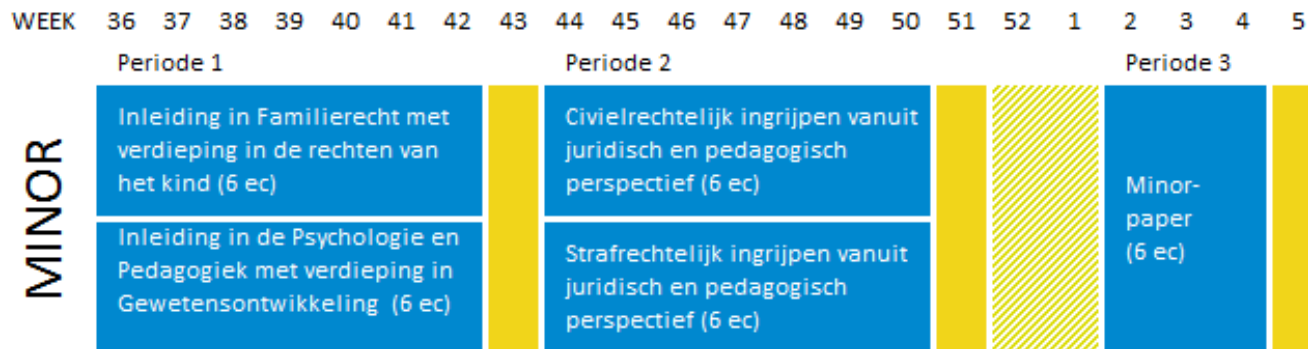 WEEK 36 37 38 39 40 41 42 43 44 45 46 47 48 49 50 51 52 1 2 3 4 5
Periode 1 Periode 2 Periode 3
MINOR
Inleiding in Familierecht met
verdieping in de rechten van
het kind (6 ec)
Inleiding in de Psychologie en
Pedagogiek met verdieping in
Gewetensontwikkeling (6 ec)
Civielrechtelijk ingrijpen vanuit
juridisch en pedagogisch
perspectief (6 ec)
Strafrechtelijk ingrijpen vanuit
juridisch en pedagogisch
perspectief (6 ec)
Minor-
paper
(6 ec)